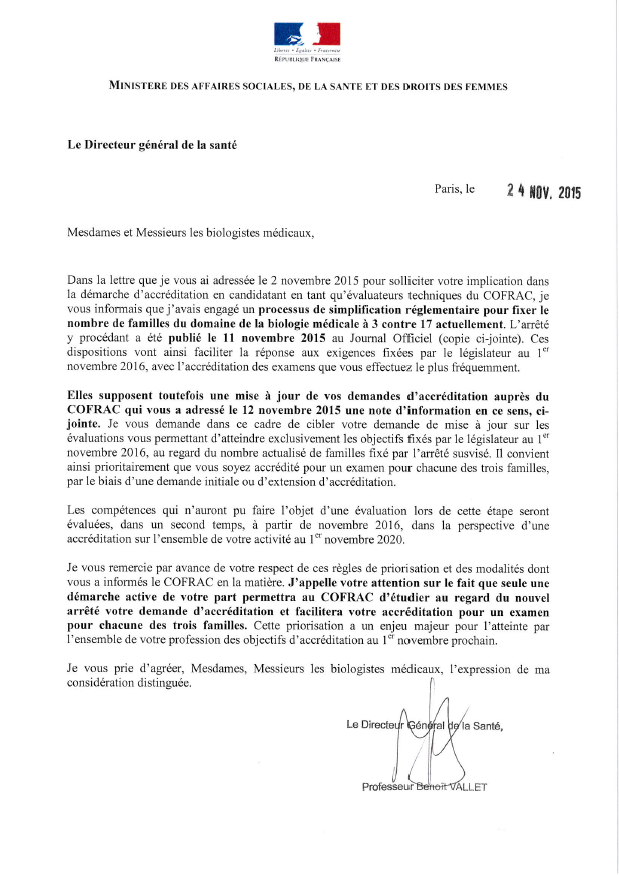 Liberté • Égalité • Fraternité
RÉPUBLIQUE FRANÇAISE
MINISTERE DES AFFAIRES SOCIALES, DE LA SANTE ET DES DROITS DES FEMMES
Le Directeur général de la santé
Paris, le 24 NOV. 2015
Mesdames et Messieurs les biologistes médicaux,
Dans la lettre que je vous ai adressée le 2 novembre 2015 pour solliciter votre implication dans
la démarche d'accréditation en candidatant en tant qu'évaluateurs techniques du COFRAC, je
vous informais que j'avais engagé un processus de simplification réglementaire pour fixer le
nombre de familles du domaine de la biologie médicale à 3 contre 17 actuellement. L'arrêté
y procédant a été publié le 11 novembre 2015 au Journal Officiel (copie ci-jointe). Ces
dispositions vont ainsi faciliter la réponse aux exigences fixées par le législateur au 1er
novembre 2016, avec l'accréditation des examens que vous effectuez le plus fréquemment.
Elles supposent toutefois une mise à jour de vos demandes d'accréditation auprès du
COFRAC qui vous a adressé le 12 novembre 2015 une note d'information en ce sens, ci-
jointe. Je vous demande dans ce cadre de cibler votre demande de mise à jour sur les
évaluations vous permettant d'atteindre exclusivement les objectifs fixés par le législateur au 1er
novembre 2016, au regard du nombre actualisé de familles fixé par l'arrêté susvisé. Il convient
ainsi prioritairement que vous soyez accrédité pour un examen pour chacune des trois familles,
par le biais d'une demande initiale ou d'extension d'accréditation.
Les compétences qui n'auront pu faire l'objet d'une évaluation lors de cette étape seront
évaluées, dans un second temps, à partir de novembre 2016, dans la perspective d'une
accréditation sur l'ensemble de votre activité au 1er novembre 2020.
Je vous remercie par avance de votre respect de ces règles de priorisation et des modalités dont
vous a informés le COFRAC en la matière. J'appelle votre attention sur le fait que seule une
démarche active de votre part permettra au COFRAC d'étudier au regard du nouvel
arrêté votre demande d'accréditation et facilitera votre accréditation pour un examen
pour chacune des trois familles. Cette priorisation a un enjeu majeur pour l'atteinte par
l'ensemble de votre profession des objectifs d'accréditation au 1er novembre prochain.
Je vous prie d'agréer, Mesdames, Messieurs les biologistes médicaux, l'expression de ma
considération distinguée.
Le Directeur Général de la Santé,
Professeur Benoît VALLET